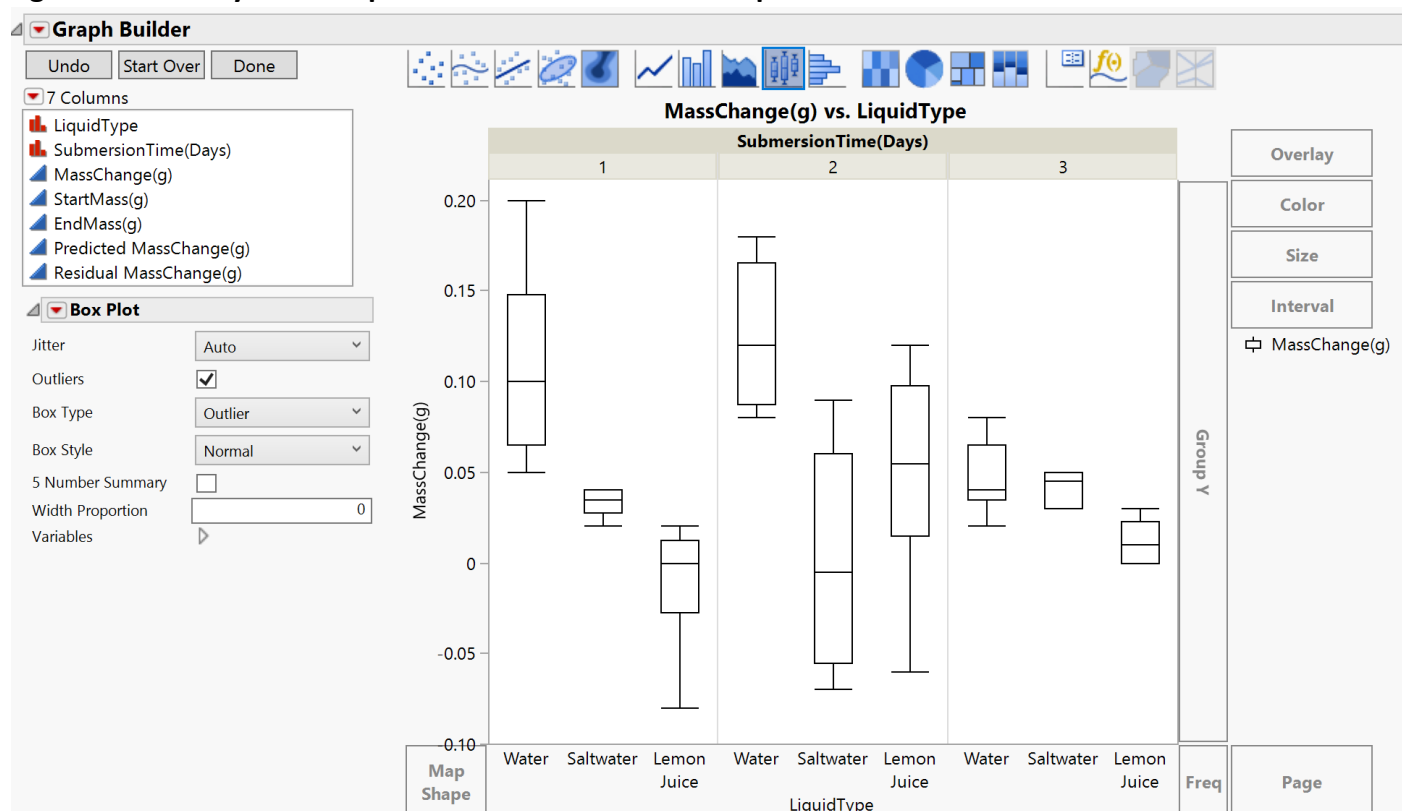 Graph Builder
Undo Start Over Done
7 Columns
LiquidType
SubmersionTime(Days)
MassChange(g)
StartMass(g)
EndMass(g)
Predicted MassChange(g)
Residual MassChange(g)
Box Plot
Jitter Auto
Outliers
Box Type Outlier
Box Style Normal
5 Number Summary
Width Proportion 0
Variables
MassChange(g) vs. LiquidType
SubmersionTime(Days)
1 2 3
MassChange(g)
0.20
0.15
0.10
0.05
0
-0.05
-0.10
Water Saltwater Lemon Juice Water Saltwater Lemon Juice Water Saltwater Lemon Juice
LiquidType
Map Shape
Group Y
Freq
Overlay
Color
Size
Interval
MassChange(g)
Page